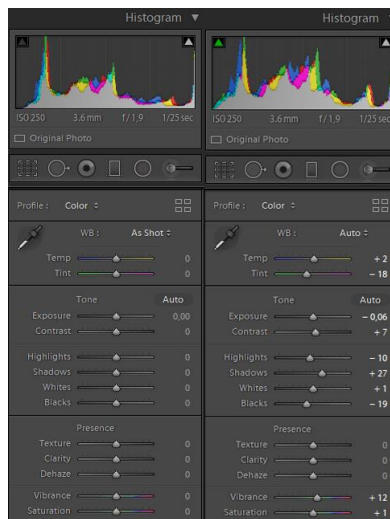 Histogram ▼
ISO 250 3.6 mm f / 1,9 1/25 sec
Original Photo
Profile : Color
WB : As Shot
Temp 0
Tint 0
Tone Auto
Exposure 0,00
Contrast 0
Highlights 0
Shadows 0
Whites 0
Blacks 0
Presence
Texture 0
Clarity 0
Dehaze 0
Vibrance 0
Saturation 0
Histogram
ISO 250 3.6 mm f / 1,9 1/25 sec
Original Photo
Profile : Color
WB : Auto
Temp + 2
Tint - 18
Tone Auto
Exposure - 0,06
Contrast + 7
Highlights - 10
Shadows + 27
Whites + 1
Blacks - 19
Presence
Texture 0
Clarity 0
Dehaze 0
Vibrance + 12
Saturation + 1